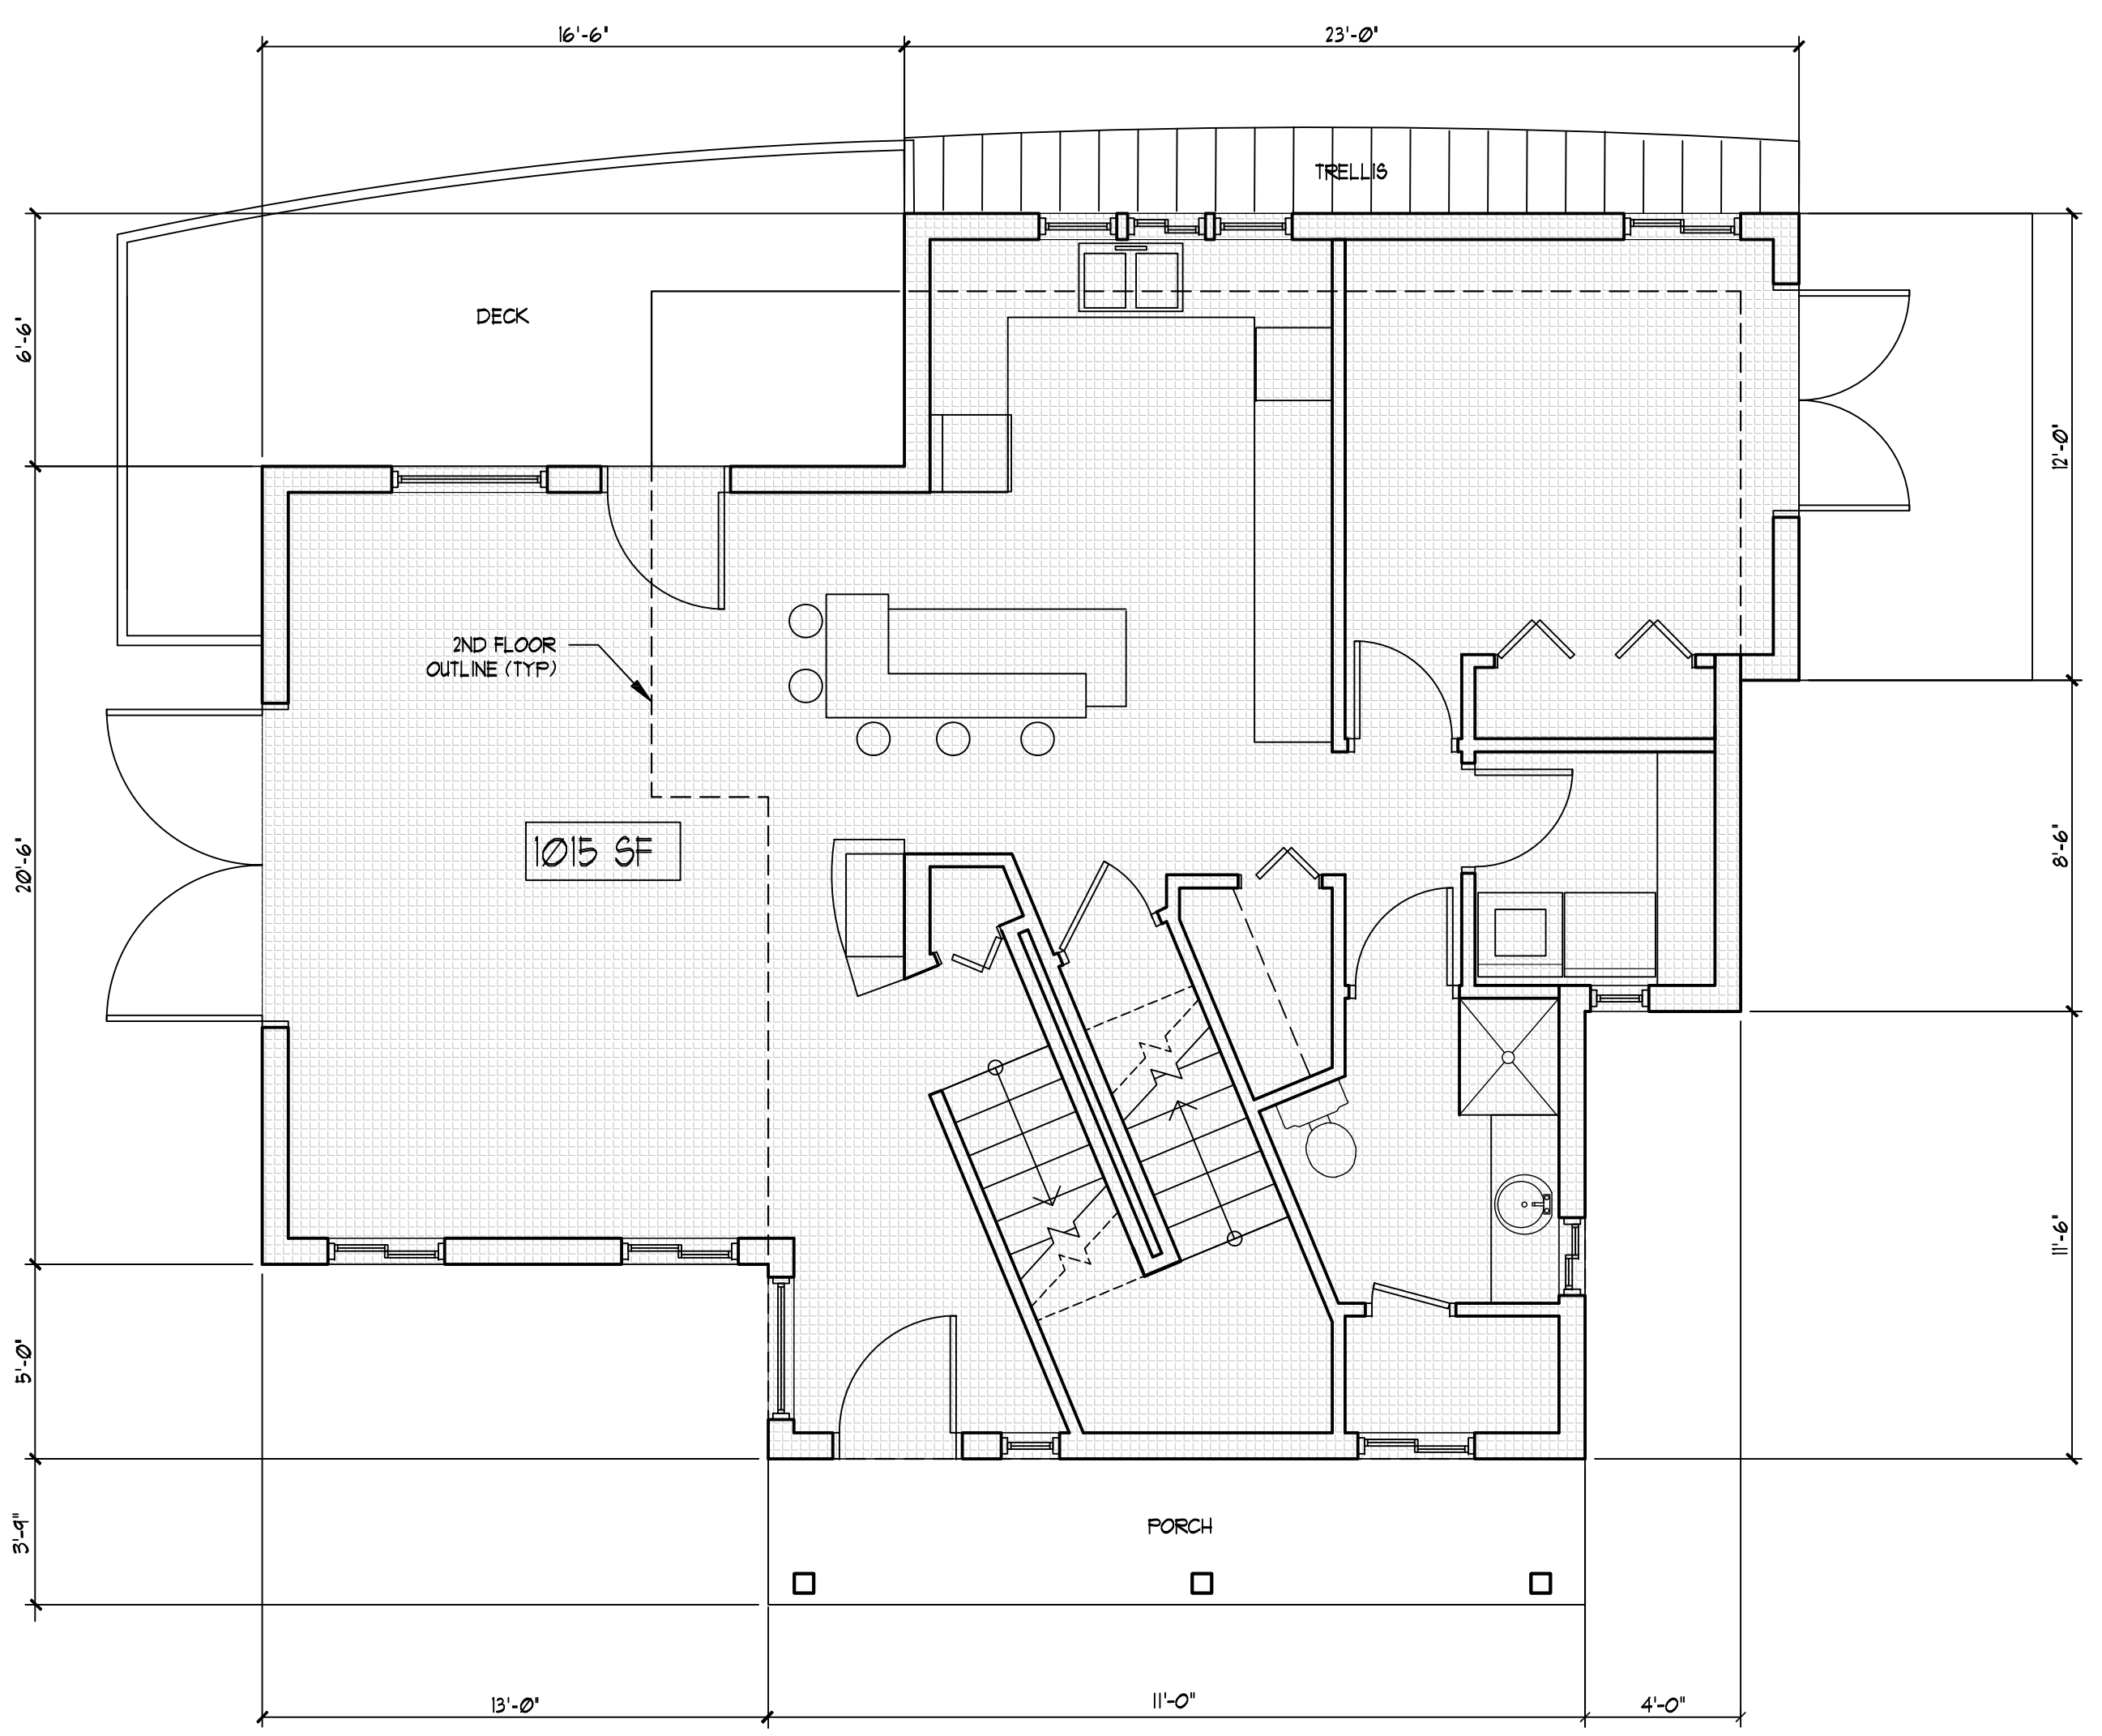 16'-6"
23'-0"
TRELLIS
DECK
6'-6"
12'-0"
2ND FLOOR
OUTLINE (TYP)
1015 SF
20'-6"
8'-6"
11'-6"
5'-0"
3'-9"
PORCH
13'-0"
11'-0"
4'-0"